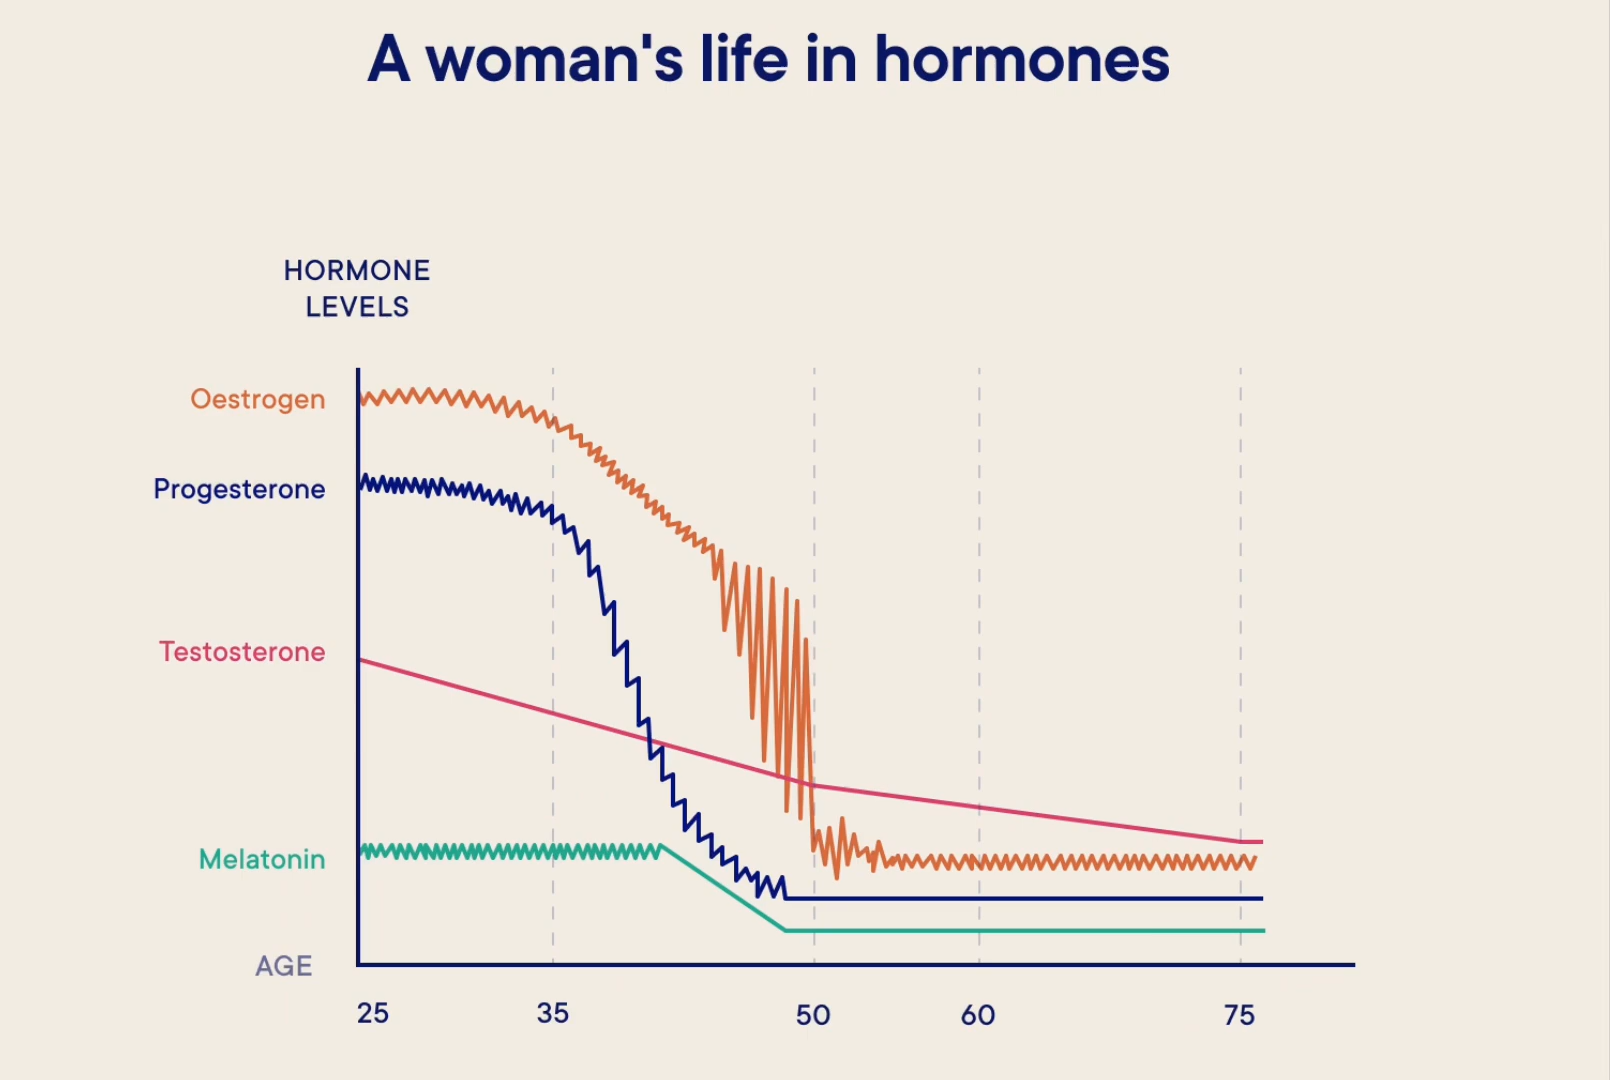 A woman's life in hormones
HORMONE
LEVELS
Oestrogen
Progesterone
Testosterone
Melatonin
AGE
25 35 50 60 75